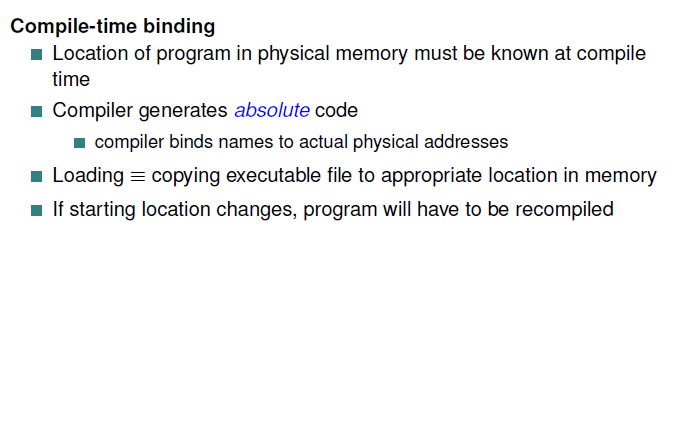 Compile-time binding
Location of program in physical memory must be known at compile
time
Compiler generates absolute code
compiler binds names to actual physical addresses
Loading ≡ copying executable file to appropriate location in memory
If starting location changes, program will have to be recompiled